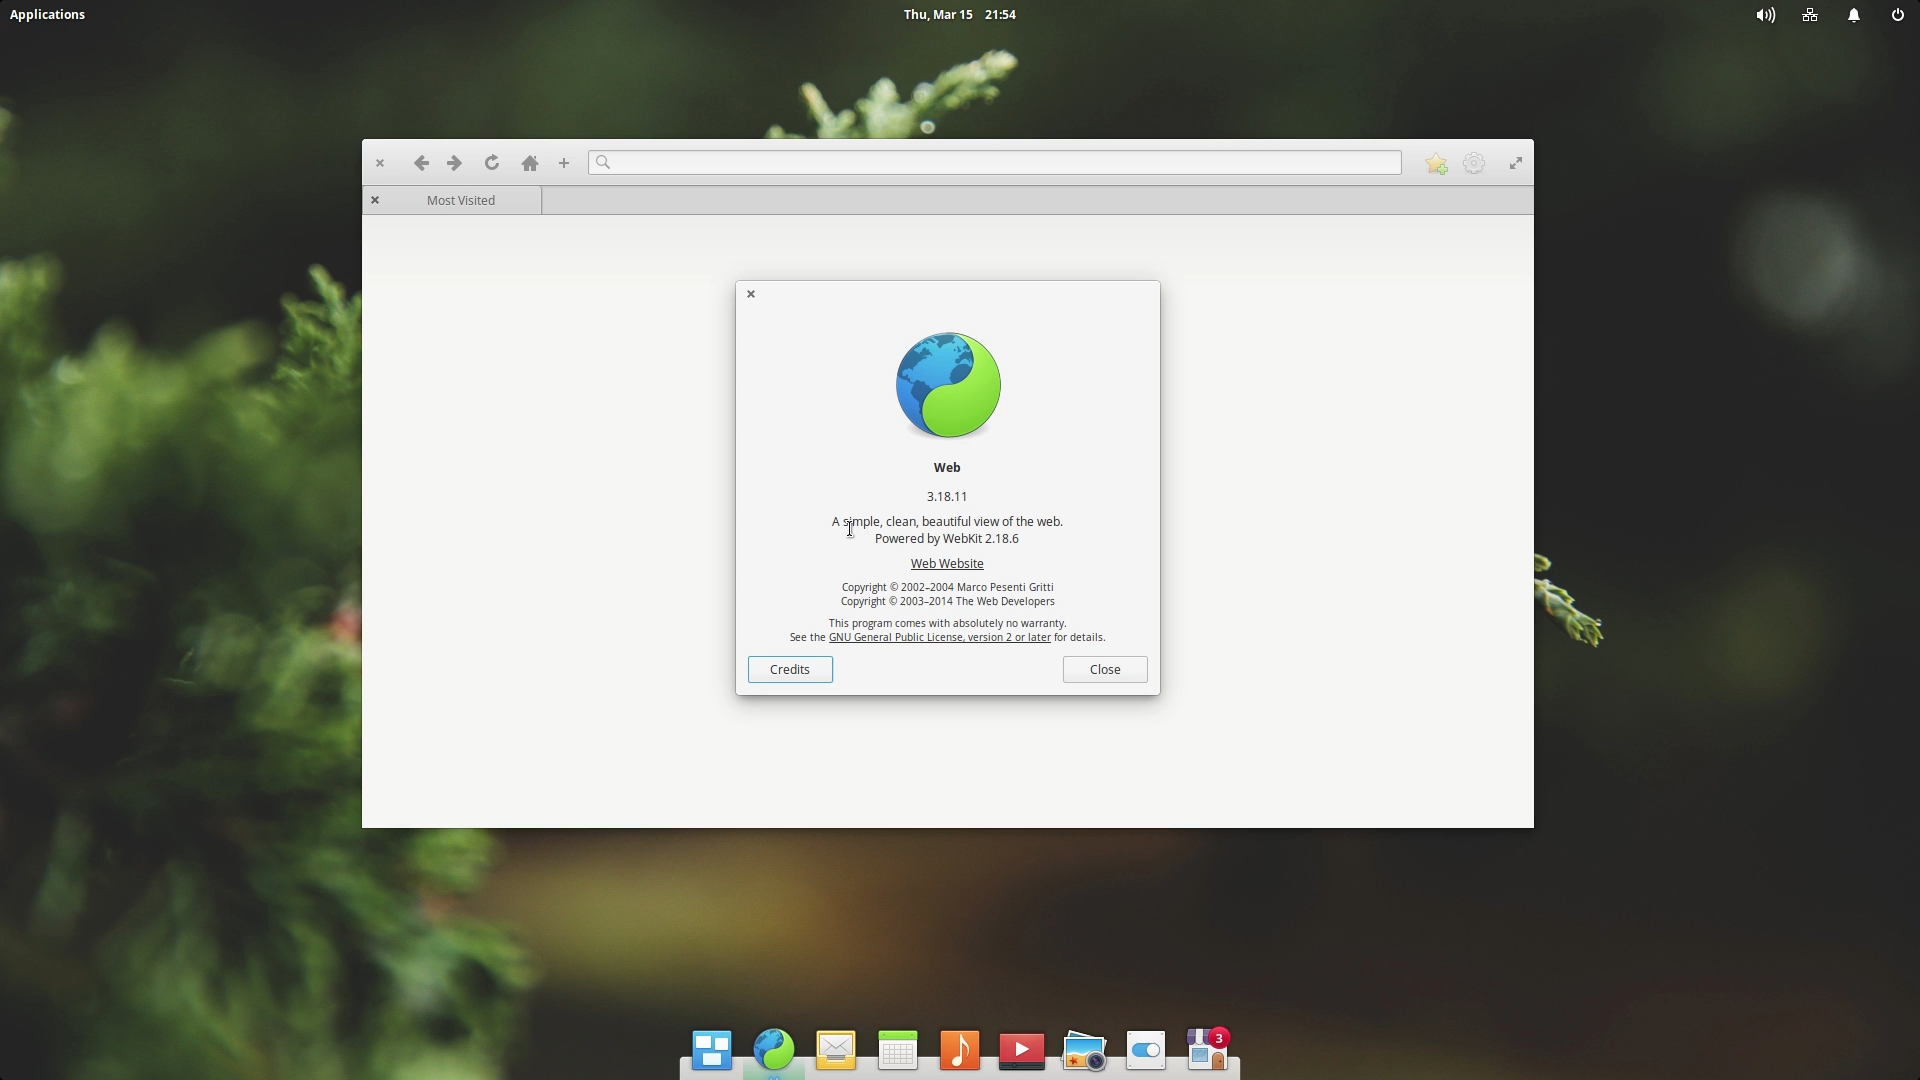 Applications
Thu, Mar 15 21:54
Most Visited
Web
3.18.11
A simple, clean, beautiful view of the web.
Powered by WebKit 2.18.6
Web Website
Copyright © 2002–2004 Marco Pesenti Gritti
Copyright © 2003–2014 The Web Developers
This program comes with absolutely no warranty.
See the GNU General Public License, version 2 or later for details.
Credits
Close
3